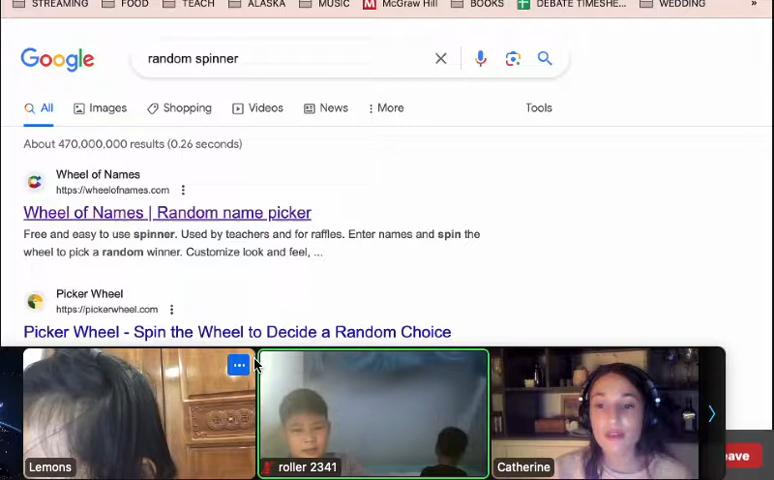 STREAMING FOOD TEACH ALASKA MUSIC McGraw Hill BOOKS DEBATE TIMESHE... WEDDING »
Google
random spinner
All Images Shopping Videos News More Tools
About 470,000,000 results (0.26 seconds)
Wheel of Names
https://wheelofnames.com
Wheel of Names | Random name picker
Free and easy to use spinner. Used by teachers and for raffles. Enter names and spin the
wheel to pick a random winner. Customize look and feel, ...
Picker Wheel
https://pickerwheel.com
Picker Wheel - Spin the Wheel to Decide a Random Choice
Lemons
roller 2341
Catherine
eave